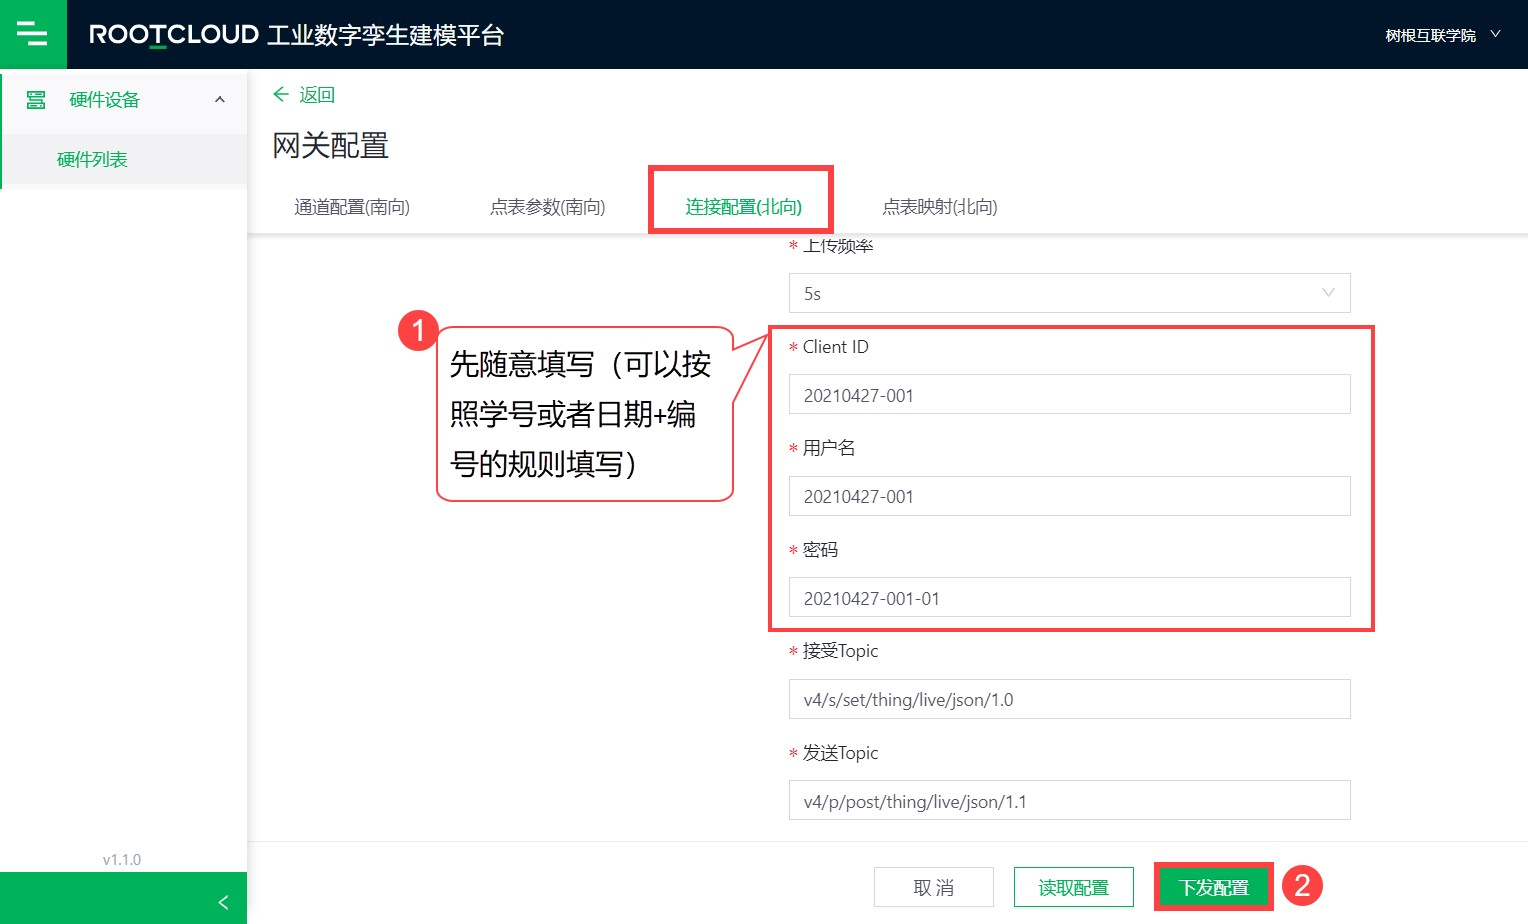 ROOTCLOUD 工业数字孪生建模平台
树根互联学院
硬件设备
硬件列表
返回
网关配置
通道配置(南向)
点表参数(南向)
连接配置(北向)
点表映射(北向)
* 上传频率
5s
1
先随意填写（可以按
照学号或者日期+编
号的规则填写）
* Client ID
20210427-001
* 用户名
20210427-001
* 密码
20210427-001-01
* 接受Topic
v4/s/set/thing/live/json/1.0
* 发送Topic
v4/p/post/thing/live/json/1.1
v1.1.0
取 消
读取配置
下发配置
2